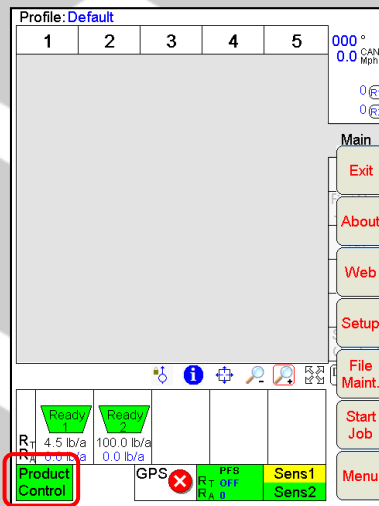 Profile: Default
1 2 3 4 5
000 °
0.0 CAN Mph
0 R
0 R
Main
Exit
About
Web
Setup
File Maint.
Start Job
Menu
Ready 1 Ready 2
RT 4.5 lb/a 100.0 lb/a
RA 0.0 lb/a 0.0 lb/a
Product Control
GPS
PFS
RT OFF
RA 0
Sens1
Sens2